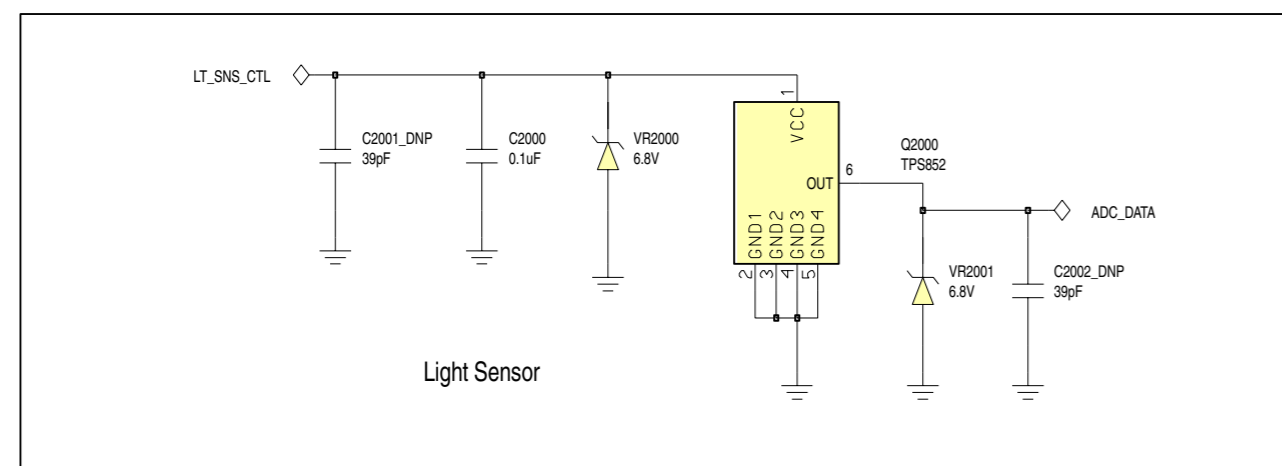 LT_SNS_CTL
C2001_DNP
39pF
C2000
0.1uF
VR2000
6.8V
1
VCC
Q2000
TPS852
OUT
6
GND1
GND2
GND3
GND4
2
3
4
5
ADC_DATA
VR2001
6.8V
C2002_DNP
39pF
Light Sensor